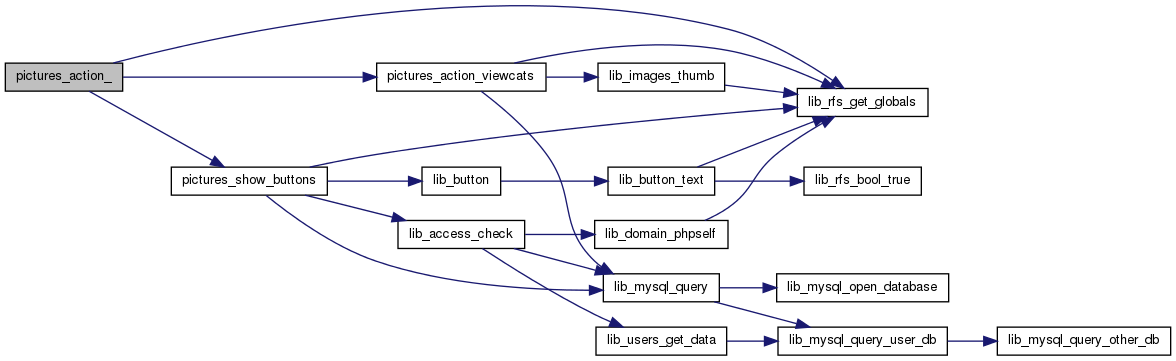 pictures_action_
pictures_action_viewcats
lib_images_thumb
lib_rfs_get_globals
pictures_show_buttons
lib_button
lib_button_text
lib_rfs_bool_true
lib_access_check
lib_domain_phpself
lib_mysql_query
lib_mysql_open_database
lib_users_get_data
lib_mysql_query_user_db
lib_mysql_query_other_db